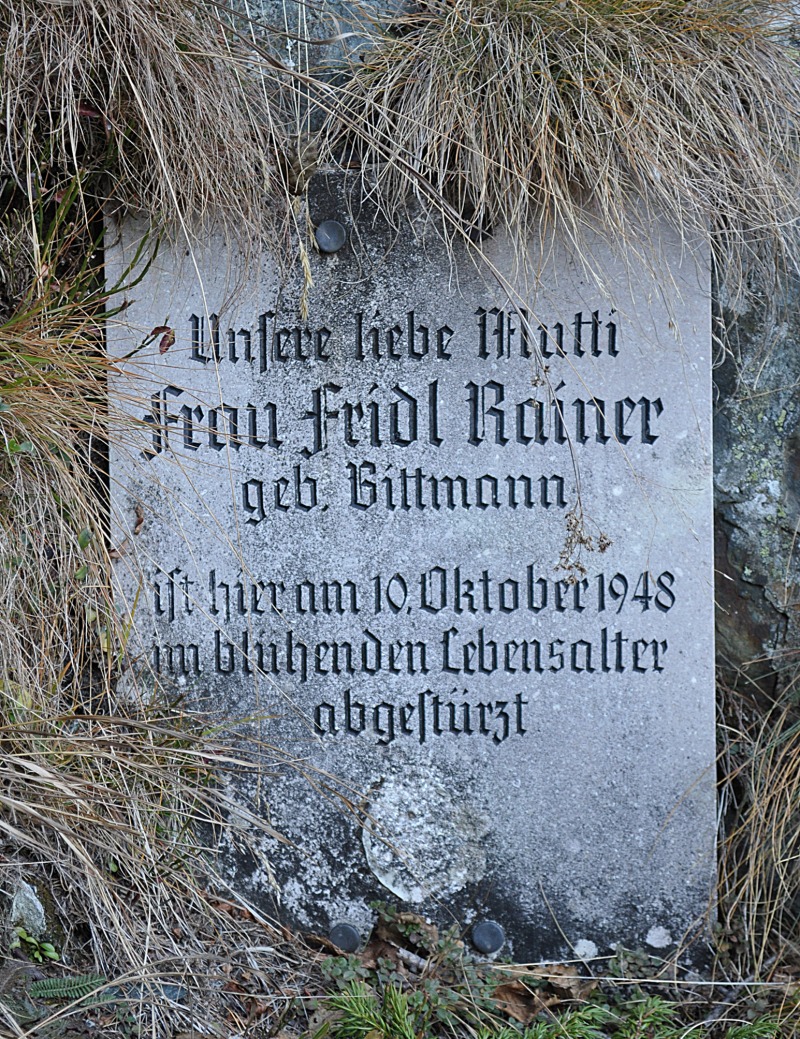 Unſere liebe Mutti
Frau Fridl Rainer
geb. Bittmann
iſt hier am 10. Oktober 1948
im blühenden Lebensalter
abgeſtürzt